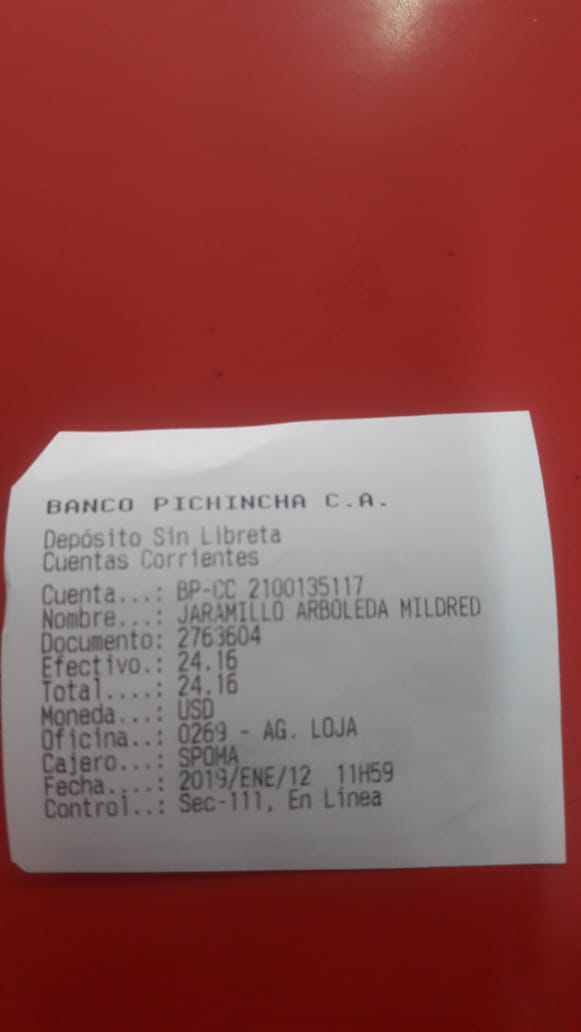 BANCO PICHINCHA C.A.
Depósito Sin Libreta
Cuentas Corrientes
Cuenta...: BP-CC 2100135117
Nombre...: JARAMILLO ARBOLEDA MILDRED
Documento: 2763604
Efectivo.: 24.16
Total....: 24.16
Moneda...: USD
Oficina..: 0269 - AG. LOJA
Cajero...: SPOMA
Fecha....: 2019/ENE/12 11H59
Control..: Sec-111, En Línea